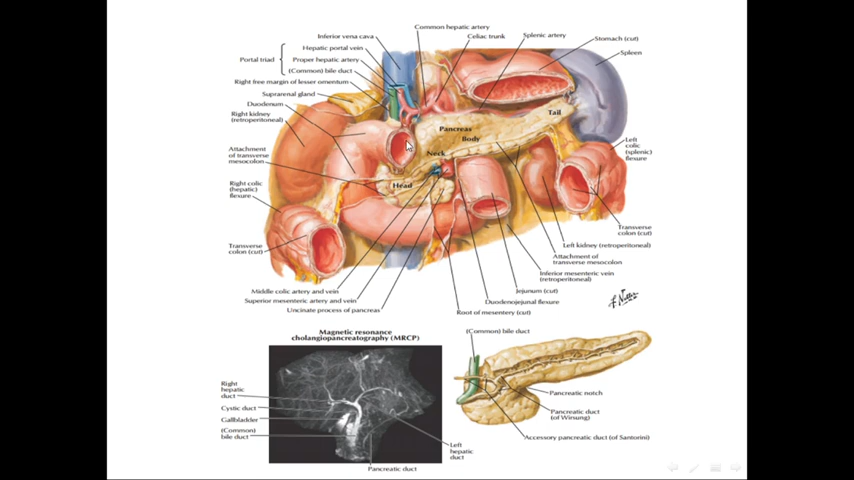 Common hepatic artery
Inferior vena cava
Celiac trunk
Splenic artery
Stomach (cut)
Hepatic portal vein
Spleen
Portal triad
Proper hepatic artery
(Common) bile duct
Right free margin of lesser omentum
Suprarenal gland
Duodenum
Right kidney
(retroperitoneal)
Tail
Pancreas
Body
Neck
Head
Left
colic
(splenic)
flexure
Attachment
of transverse
mesocolon
Right colic
(hepatic)
flexure
Transverse
colon (cut)
Transverse
colon (cut)
Left kidney (retroperitoneal)
Attachment of
transverse mesocolon
Inferior mesenteric vein
(retroperitoneal)
Jejunum (cut)
Duodenojejunal flexure
Root of mesentery (cut)
Middle colic artery and vein
Superior mesenteric artery and vein
Uncinate process of pancreas
F. Netter
Magnetic resonance
cholangiopancreatography (MRCP)
(Common) bile duct
Right
hepatic
duct
Cystic duct
Gallbladder
(Common)
bile duct
Left
hepatic
duct
Pancreatic duct
Pancreatic notch
Pancreatic duct
(of Wirsung)
Accessory pancreatic duct (of Santorini)